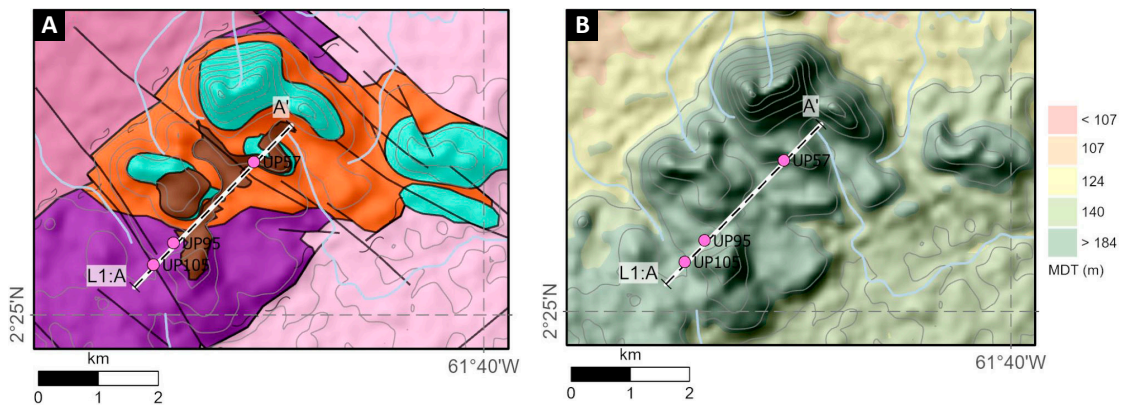 A
B
A'
A'
UP57
UP57
UP95
UP95
UP105
UP105
L1:A
L1:A
2°25'N
2°25'N
61°40'W
61°40'W
km
0 1 2
km
0 1 2
< 107
107
124
140
> 184
MDT (m)